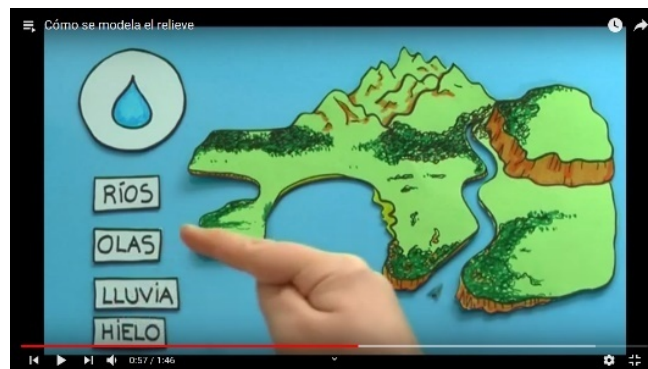 Cómo se modela el relieve
RÍOS
OLAS
LLUVIA
HIELO
0:57 / 1:46